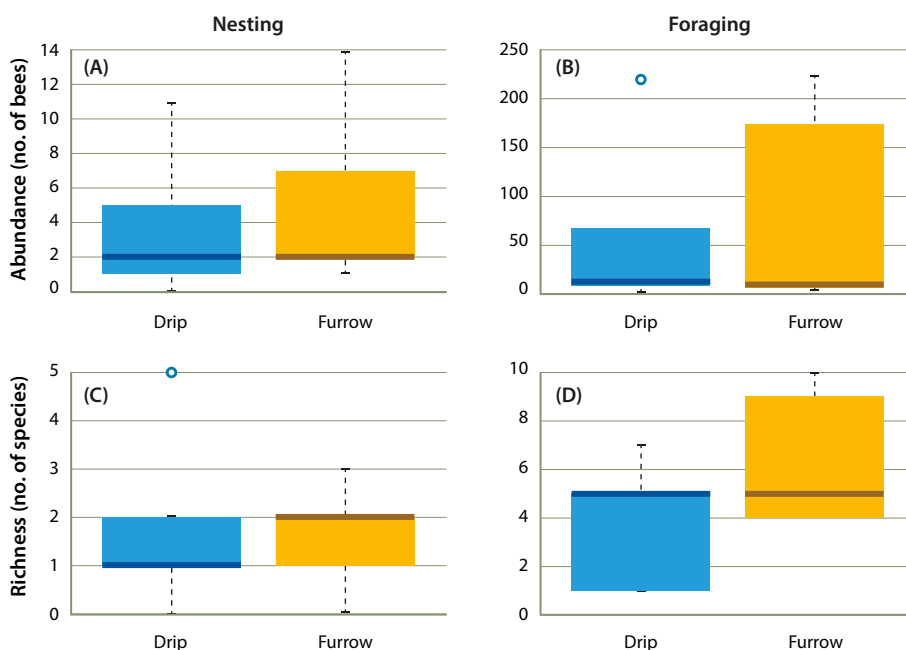 Nesting
Foraging
Abundance (no. of bees)
(A)
14
12
10
8
6
4
2
0
Drip
Furrow
(B)
250
200
150
100
50
0
Drip
Furrow
Richness (no. of species)
(C)
5
4
3
2
1
0
Drip
Furrow
(D)
10
8
6
4
2
0
Drip
Furrow